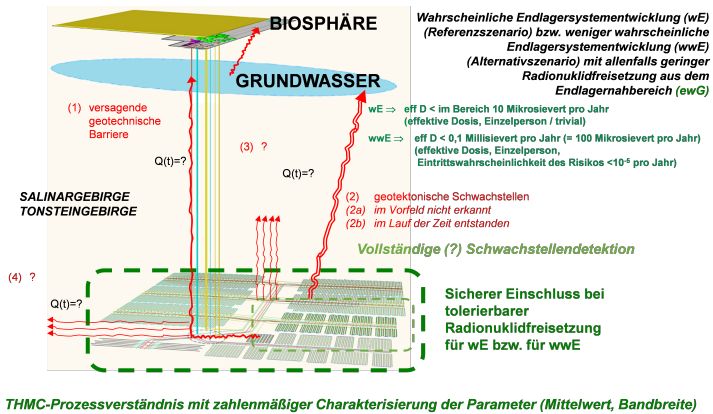 BIOSPHÄRE
Wahrscheinliche Endlagersystementwicklung (wE)
(Referenzszenario) bzw. weniger wahrscheinliche
Endlagersystementwicklung (wwE)
(Alternativszenario) mit allenfalls geringer
Radionuklidfreisetzung aus dem
Endlagernahbereich (ewG)
GRUNDWASSER
(1) versagende
geotechnische
Barriere
wE ⇒ eff D < im Bereich 10 Mikrosievert pro Jahr
(effektive Dosis, Einzelperson / trivial)
wwE ⇒ eff D < 0,1 Millisievert pro Jahr (= 100 Mikrosievert pro Jahr)
(effektive Dosis, Einzelperson,
Eintrittswahrscheinlichkeit des Risikos <10⁻⁵ pro Jahr)
(3) ?
Q(t)=?
Q(t)=?
SALINARGEBIRGE
TONSTEINGEBIRGE
(2) geotektonische Schwachstellen
(2a) im Vorfeld nicht erkannt
(2b) im Lauf der Zeit entstanden
Vollständige (?) Schwachstellendetektion
(4) ?
Q(t)=?
Sicherer Einschluss bei
tolerierbarer
Radionuklidfreisetzung
für wE bzw. für wwE
THMC-Prozessverständnis mit zahlenmäßiger Charakterisierung der Parameter (Mittelwert, Bandbreite)